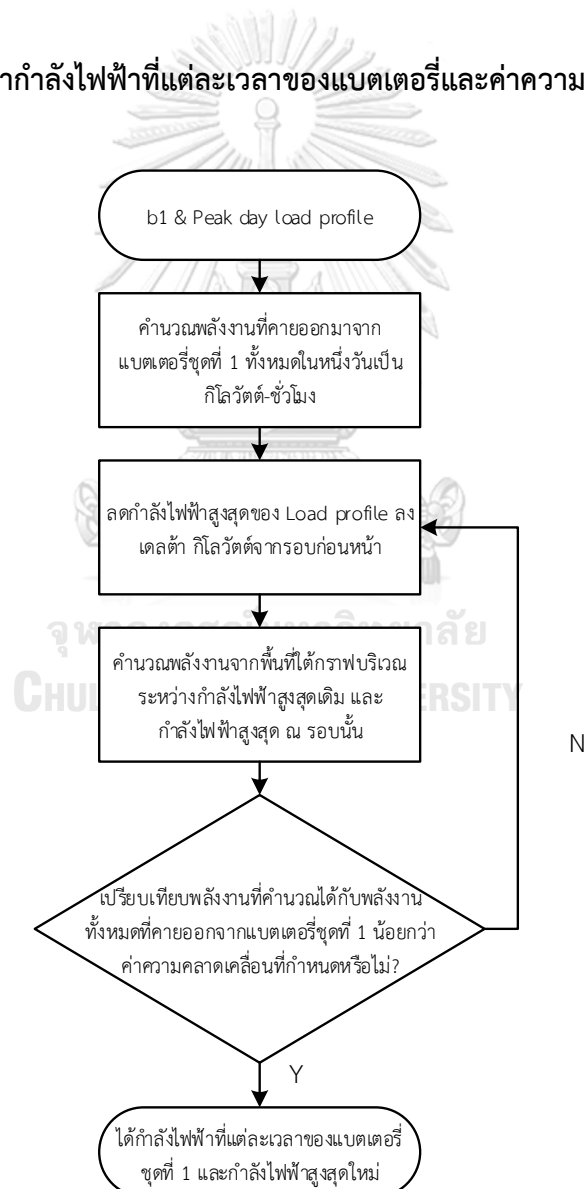 ากำลังไฟฟ้าที่แต่ละเวลาของแบตเตอรี่และค่าความ
b1 & Peak day load profile
คำนวณพลังงานที่คายออกมาจาก
แบตเตอรี่ชุดที่ 1 ทั้งหมดในหนึ่งวันเป็น
กิโลวัตต์-ชั่วโมง
ลดกำลังไฟฟ้าสูงสุดของ Load profile ลง
เดลต้า กิโลวัตต์จากรอบก่อนหน้า
คำนวณพลังงานจากพื้นที่ใต้กราฟบริเวณ
ระหว่างกำลังไฟฟ้าสูงสุดเดิม และ
กำลังไฟฟ้าสูงสุด ณ รอบนั้น
N
เปรียบเทียบพลังงานที่คำนวณได้กับพลังงาน
ทั้งหมดที่คายออกจากแบตเตอรี่ชุดที่ 1 น้อยกว่า
ค่าความคลาดเคลื่อนที่กำหนดหรือไม่?
Y
ได้กำลังไฟฟ้าที่แต่ละเวลาของแบตเตอรี่
ชุดที่ 1 และกำลังไฟฟ้าสูงสุดใหม่